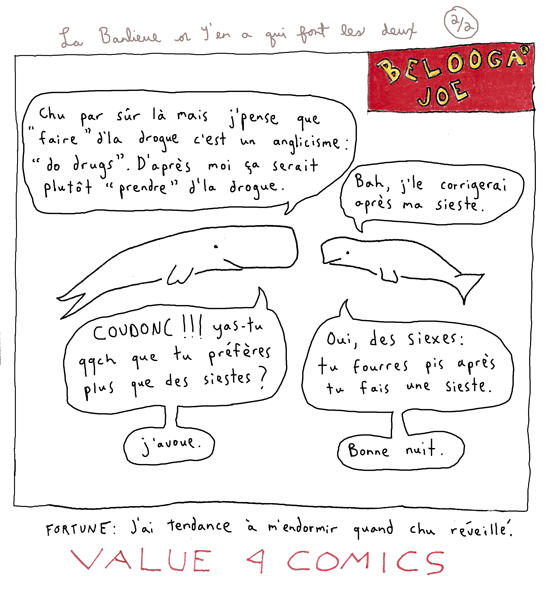 La Banlieue or Y'en a qui font les deux
2/2
BELOOGA®
JOE
Chu par sûr là mais j'pense que
"faire" d'la drogue c'est un anglicisme:
"do drugs". D'après moi ça serait
plutôt "prendre" d'la drogue.
Bah, j'le corrigerai
après ma sieste.
COUDONC!!! yas-tu
qqch que tu préfères
plus que des siestes?
j'avoue.
Oui, des siexes:
tu fourres pis après
tu fais une sieste.
Bonne nuit.
FORTUNE: J'ai tendance à m'endormir quand chu réveillé.
VALUE 4 COMICS